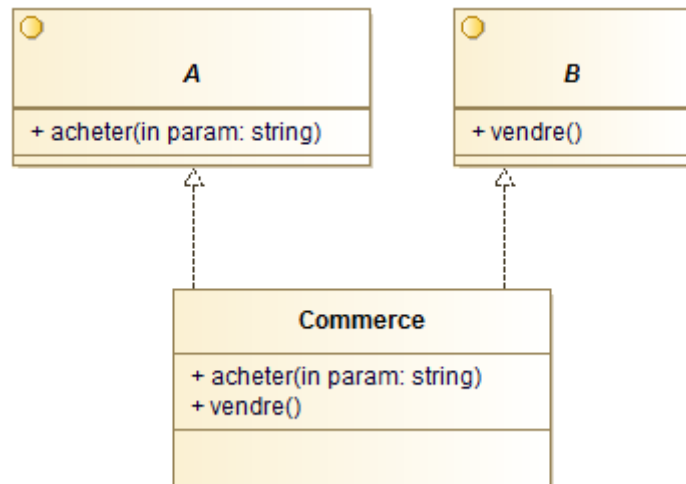 A
+ acheter(in param: string)
B
+ vendre()
Commerce
+ acheter(in param: string)
+ vendre()